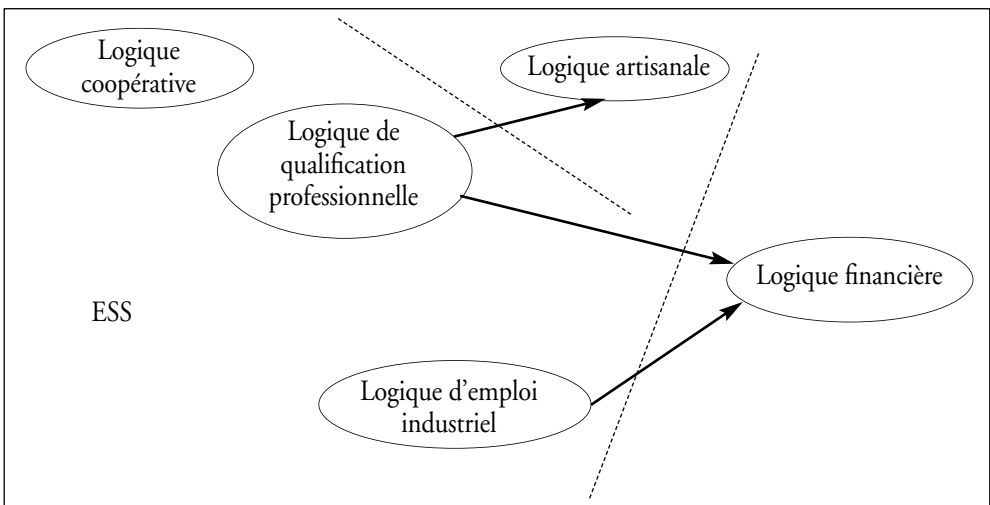 Logique
coopérative
Logique artisanale
Logique de
qualification
professionnelle
Logique financière
ESS
Logique d’emploi
industriel